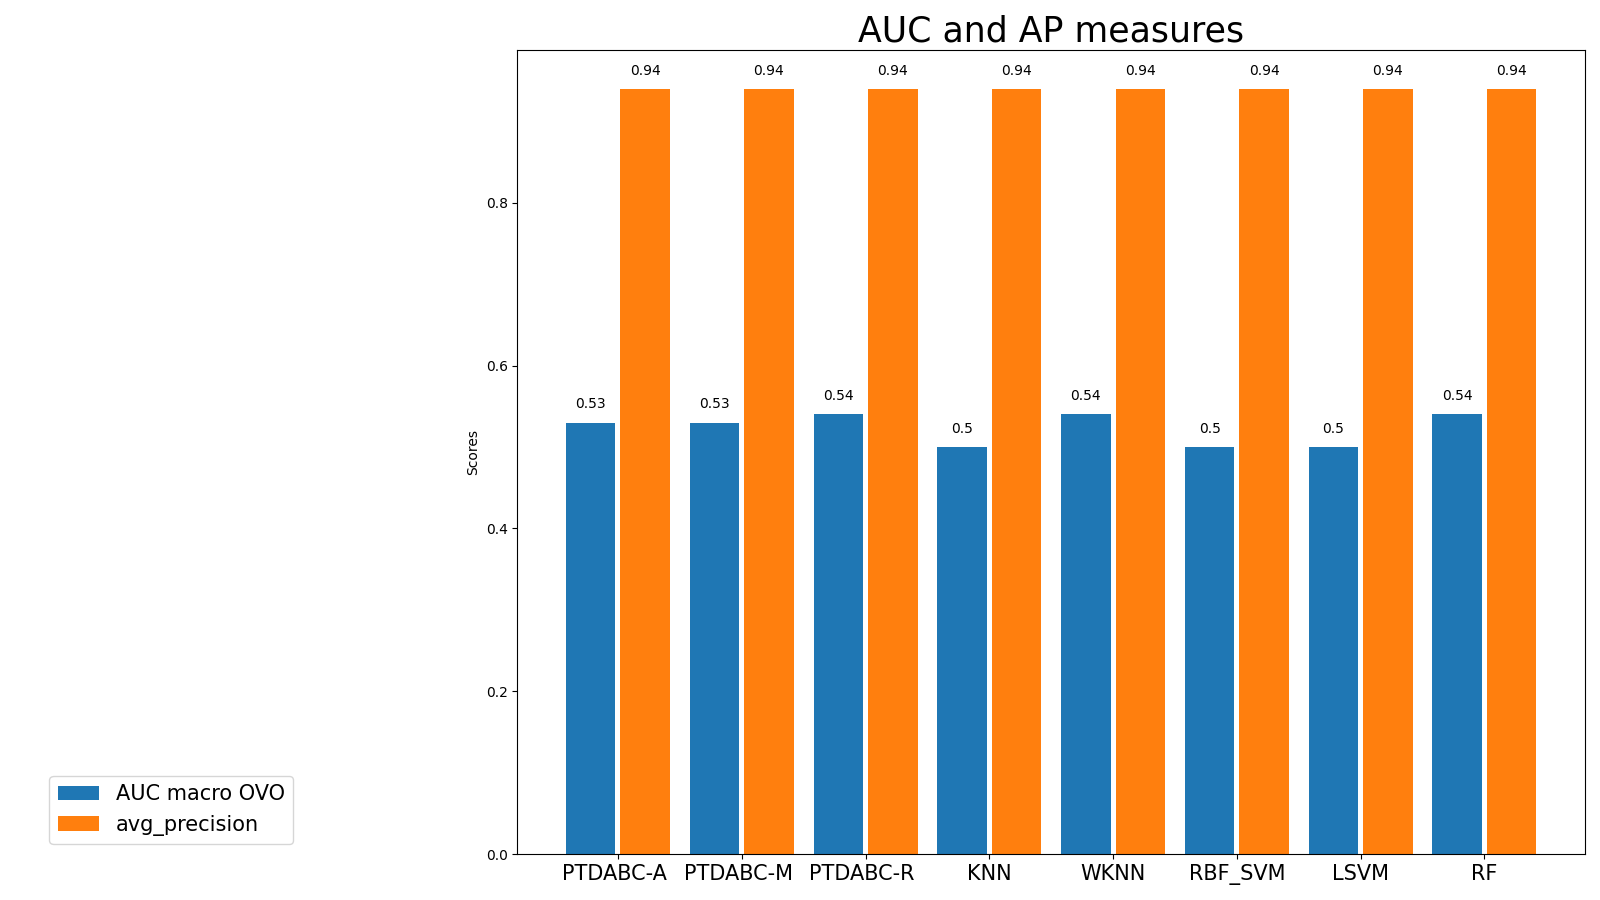 AUC and AP measures
0.94 0.94 0.94 0.94 0.94 0.94 0.94 0.94
0.8
0.6
0.53 0.53 0.54 0.5 0.54 0.5 0.5 0.54
Scores
0.4
0.2
0.0
AUC macro OVO
avg_precision
PTDABC-A PTDABC-M PTDABC-R KNN WKNN RBF_SVM LSVM RF